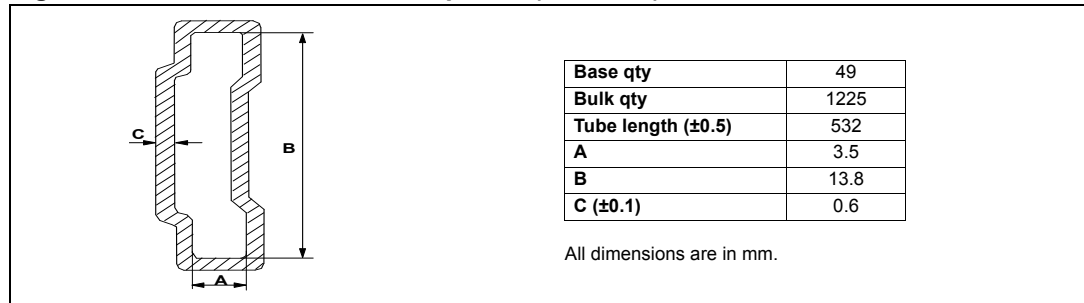 C
B
A
Base qty 49
Bulk qty 1225
Tube length (±0.5) 532
A 3.5
B 13.8
C (±0.1) 0.6
All dimensions are in mm.